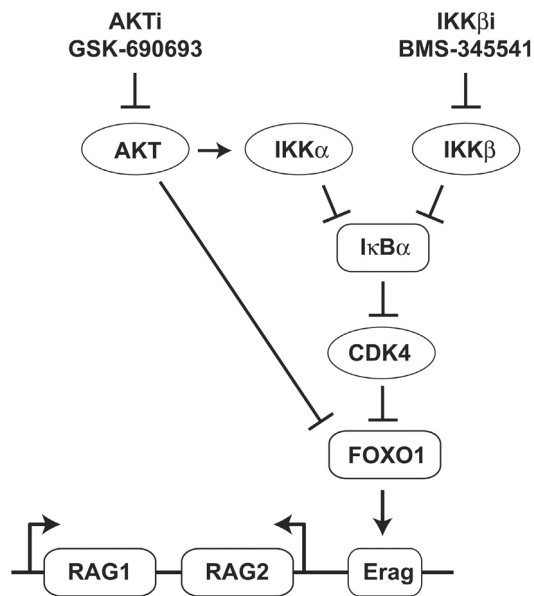 AKTi
GSK-690693
IKKβi
BMS-345541
AKT
IKKα
IKKβ
IκBα
CDK4
FOXO1
RAG1
RAG2
Erag